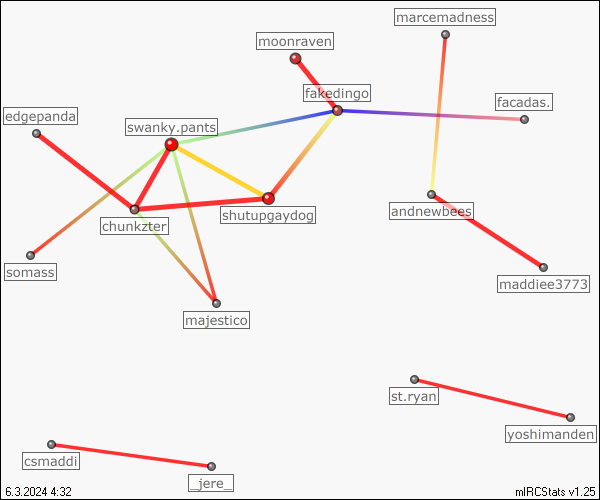 marcemadness
moonraven
fakedingo
facadas.
edgepanda
swanky.pants
andnewbees
shutupgaydog
chunkzter
somass
maddiee3773
majestico
st.ryan
yoshimanden
csmaddi
_jere_
6.3.2024 4:32
mIRCStats v1.25